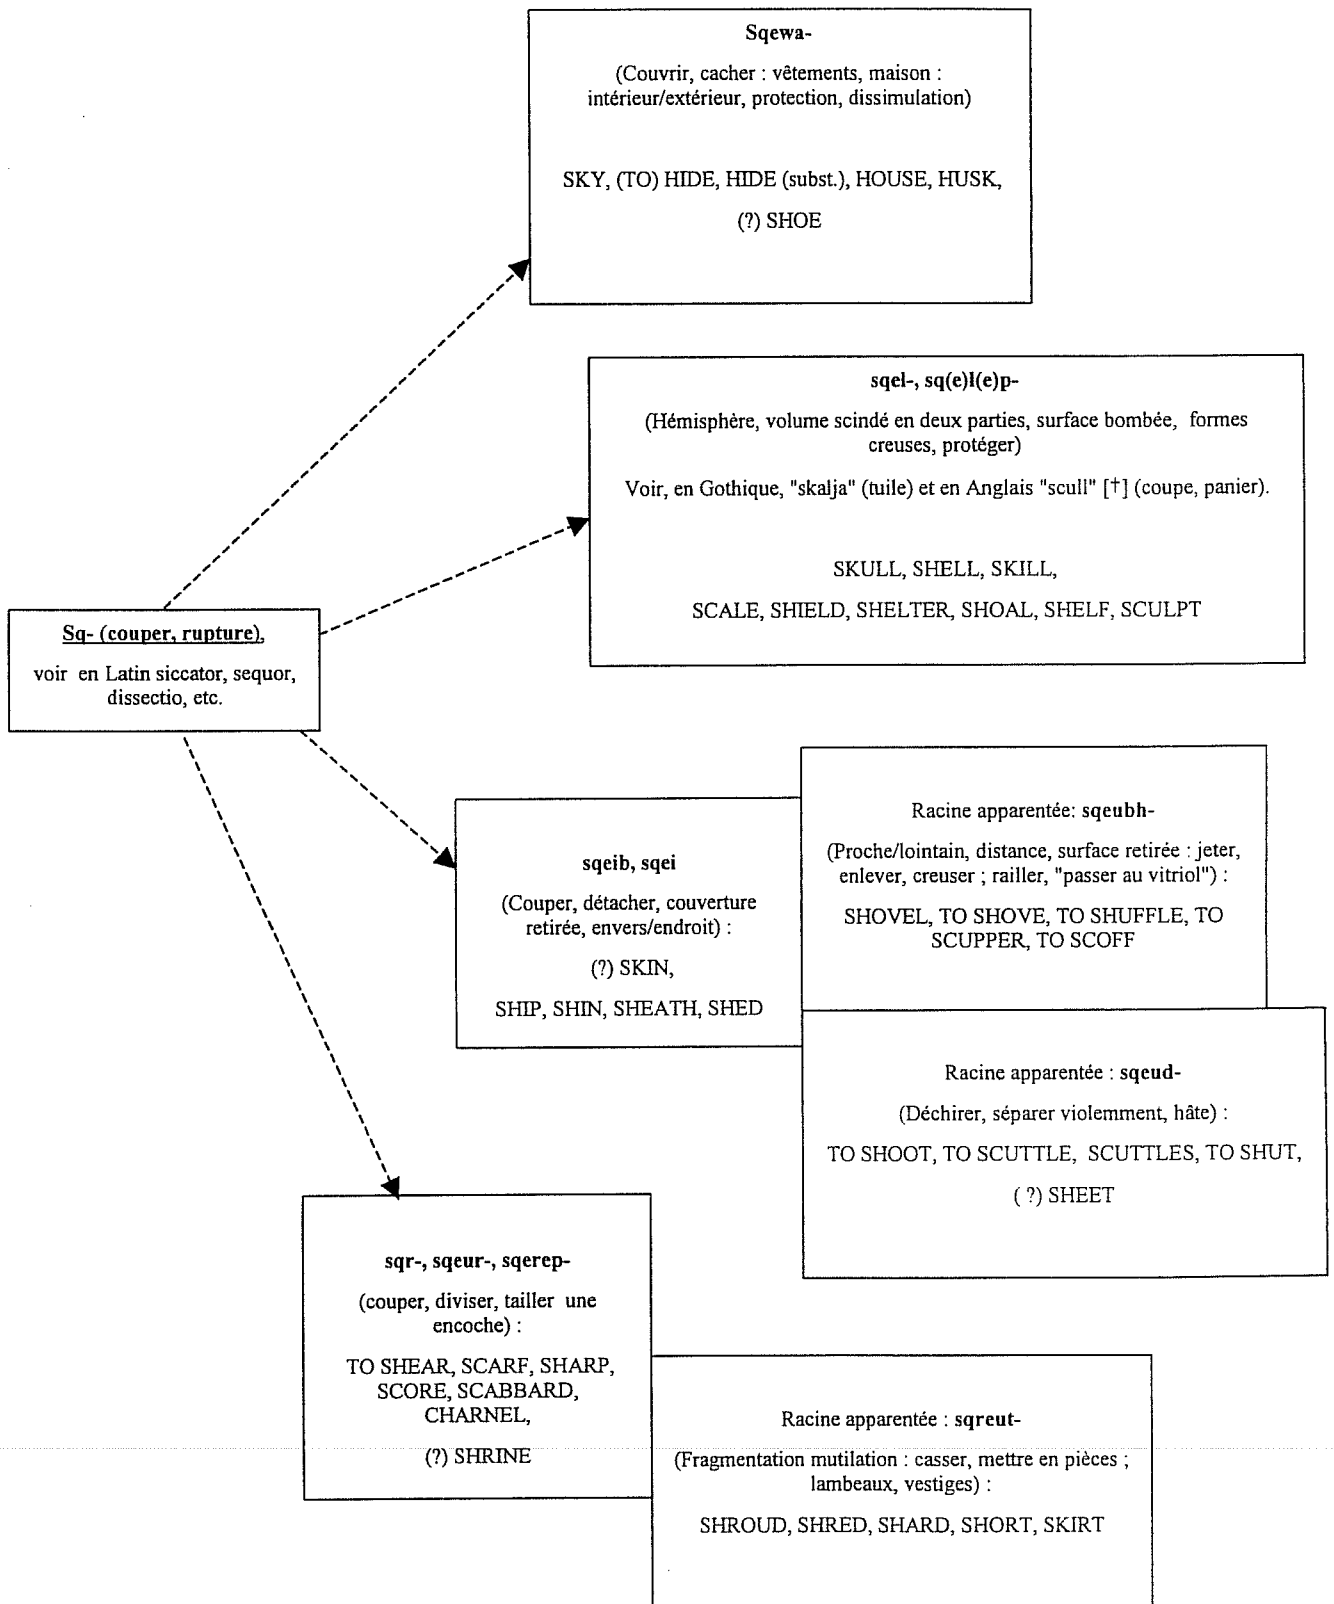 Sqewa-
(Couvrir, cacher : vêtements, maison :
intérieur/extérieur, protection, dissimulation)
SKY, (TO) HIDE, HIDE (subst.), HOUSE, HUSK,
(?) SHOE
sqel-, sq(e)l(e)p-
(Hémisphère, volume scindé en deux parties, surface bombée, formes
creuses, protéger)
Voir, en Gothique, "skalja" (tuile) et en Anglais "scull" [†] (coupe, panier).
SKULL, SHELL, SKILL,
SCALE, SHIELD, SHELTER, SHOAL, SHELF, SCULPT
Sq- (couper, rupture),
voir en Latin siccator, sequor,
dissectio, etc.
sqeib, sqei
(Couper, détacher, couverture
retirée, envers/endroit) :
(?) SKIN,
SHIP, SHIN, SHEATH, SHED
Racine apparentée: sqeubh-
(Proche/lointain, distance, surface retirée : jeter,
enlever, creuser ; railler, "passer au vitriol") :
SHOVEL, TO SHOVE, TO SHUFFLE, TO
SCUPPER, TO SCOFF
Racine apparentée : sqeud-
(Déchirer, séparer violemment, hâte) :
TO SHOOT, TO SCUTTLE, SCUTTLES, TO SHUT,
( ?) SHEET
sqr-, sqeur-, sqerep-
(couper, diviser, tailler une
encoche) :
TO SHEAR, SCARF, SHARP,
SCORE, SCABBARD,
CHARNEL,
(?) SHRINE
Racine apparentée : sqreut-
(Fragmentation mutilation : casser, mettre en pièces ;
lambeaux, vestiges) :
SHROUD, SHRED, SHARD, SHORT, SKIRT